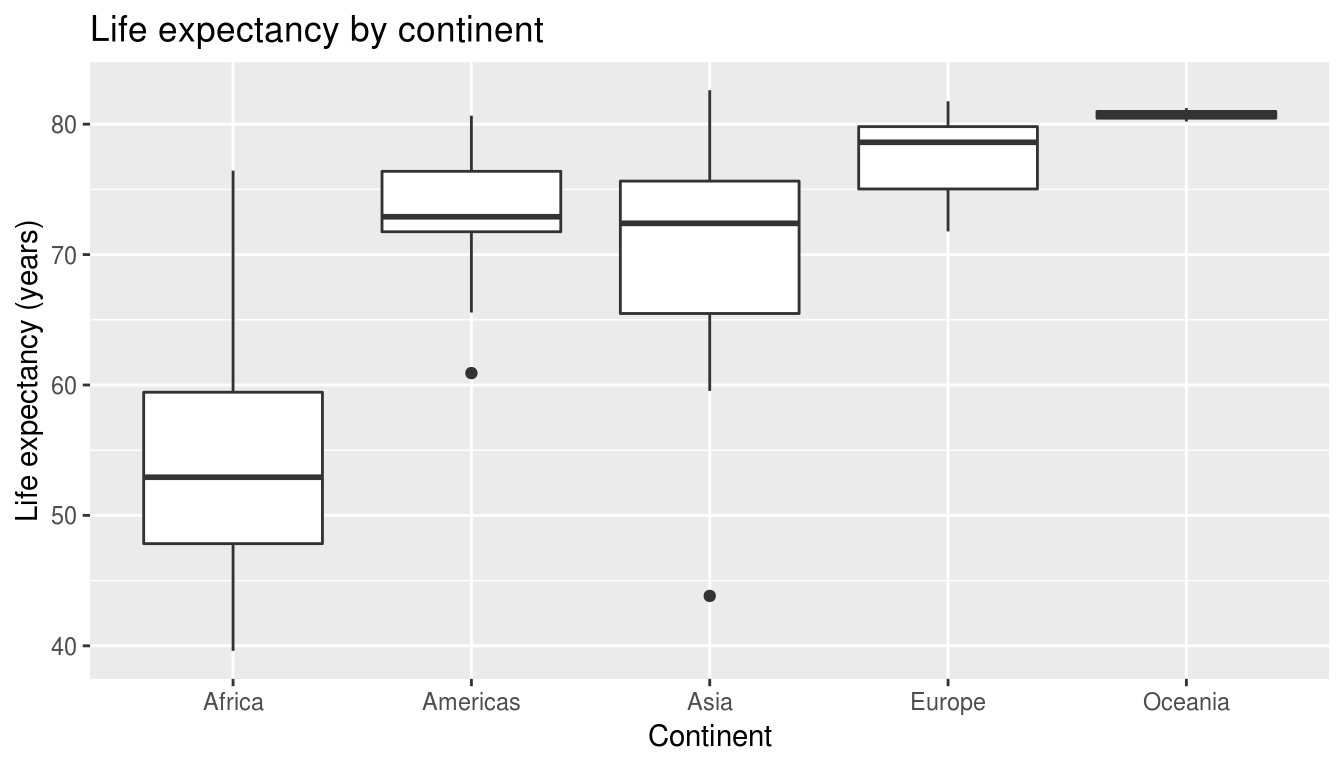 Life expectancy by continent
Life expectancy (years)
80
70
60
50
40
Africa Americas Asia Europe Oceania
Continent